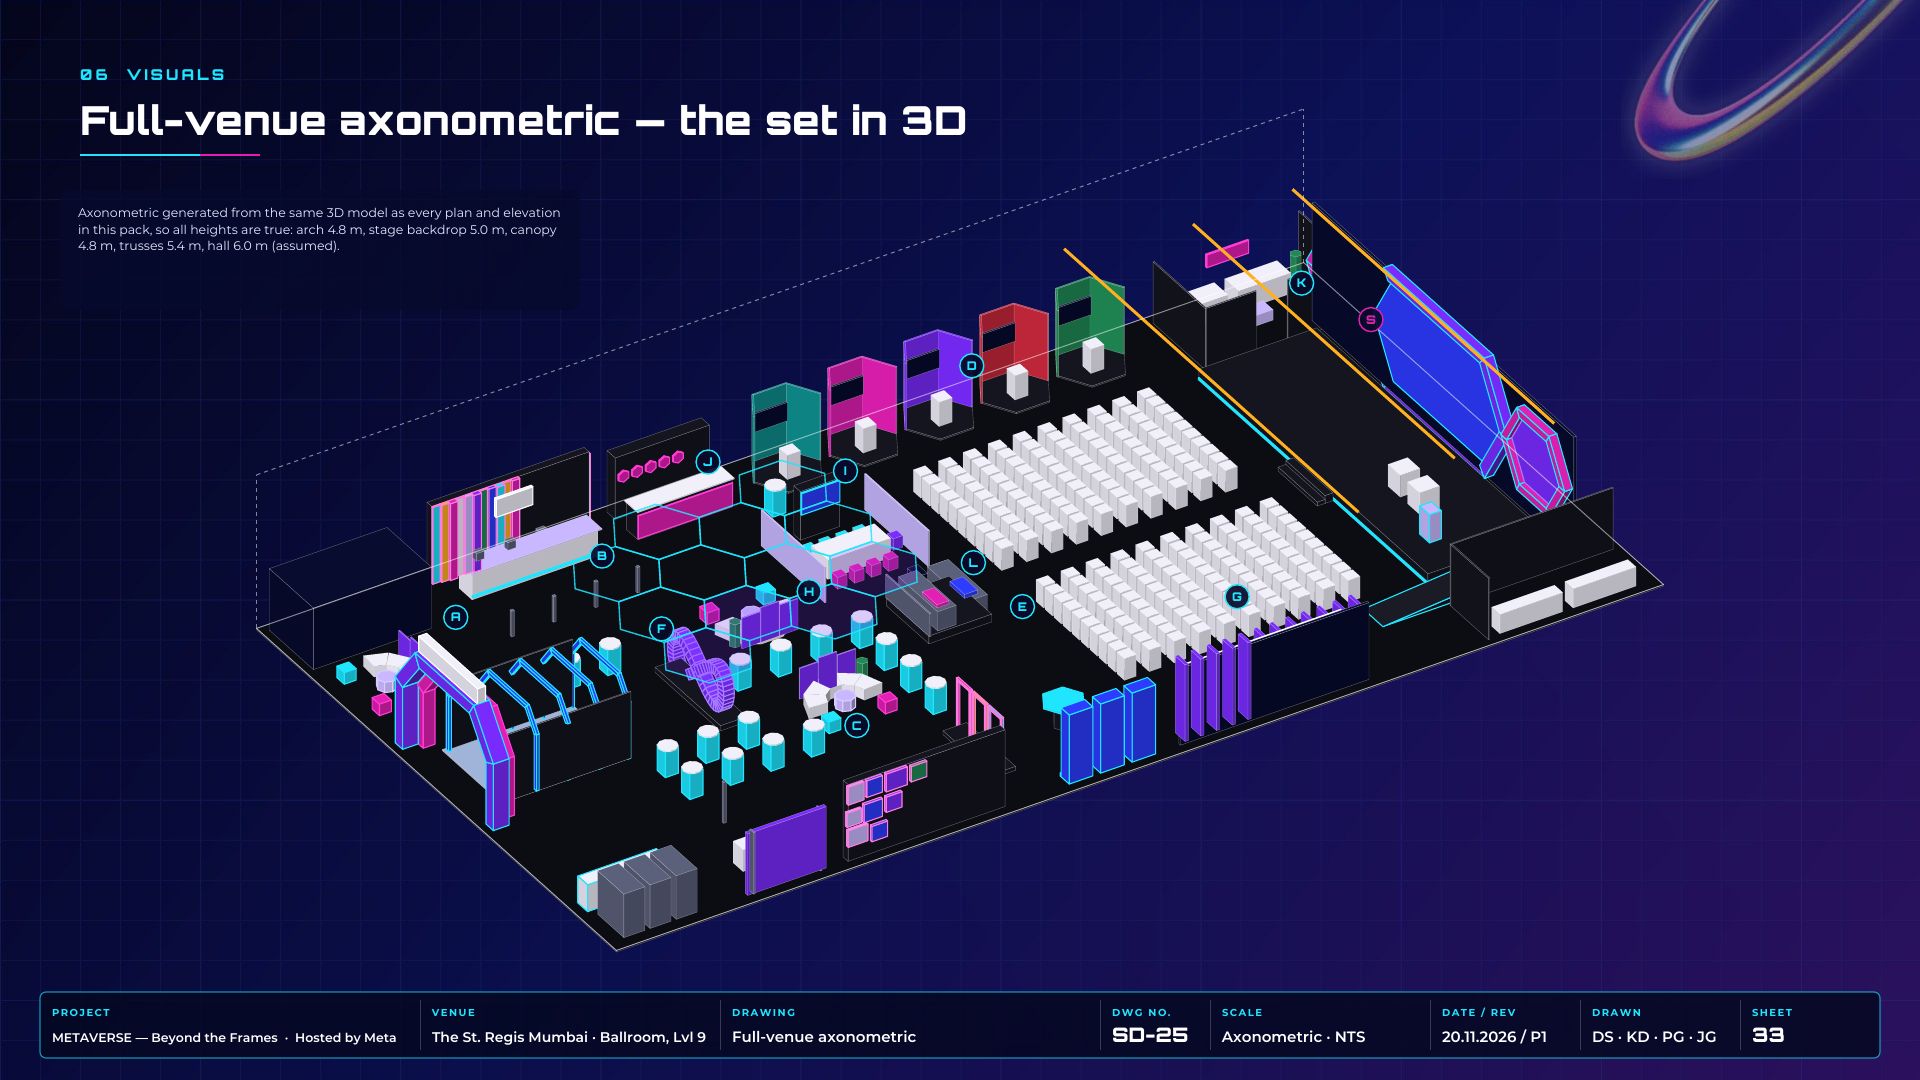 06 VISUALS
Full-venue axonometric — the set in 3D
Axonometric generated from the same 3D model as every plan and elevation
in this pack, so all heights are true: arch 4.8 m, stage backdrop 5.0 m, canopy
4.8 m, trusses 5.4 m, hall 6.0 m (assumed).
K
S
D
J
I
B
L
H
A
E
G
F
C
PROJECT
METAVERSE — Beyond the Frames · Hosted by Meta
VENUE
The St. Regis Mumbai · Ballroom, Lvl 9
DRAWING
Full-venue axonometric
DWG NO.
SD-25
SCALE
Axonometric · NTS
DATE / REV
20.11.2026 / P1
DRAWN
DS · KD · PG · JG
SHEET
33